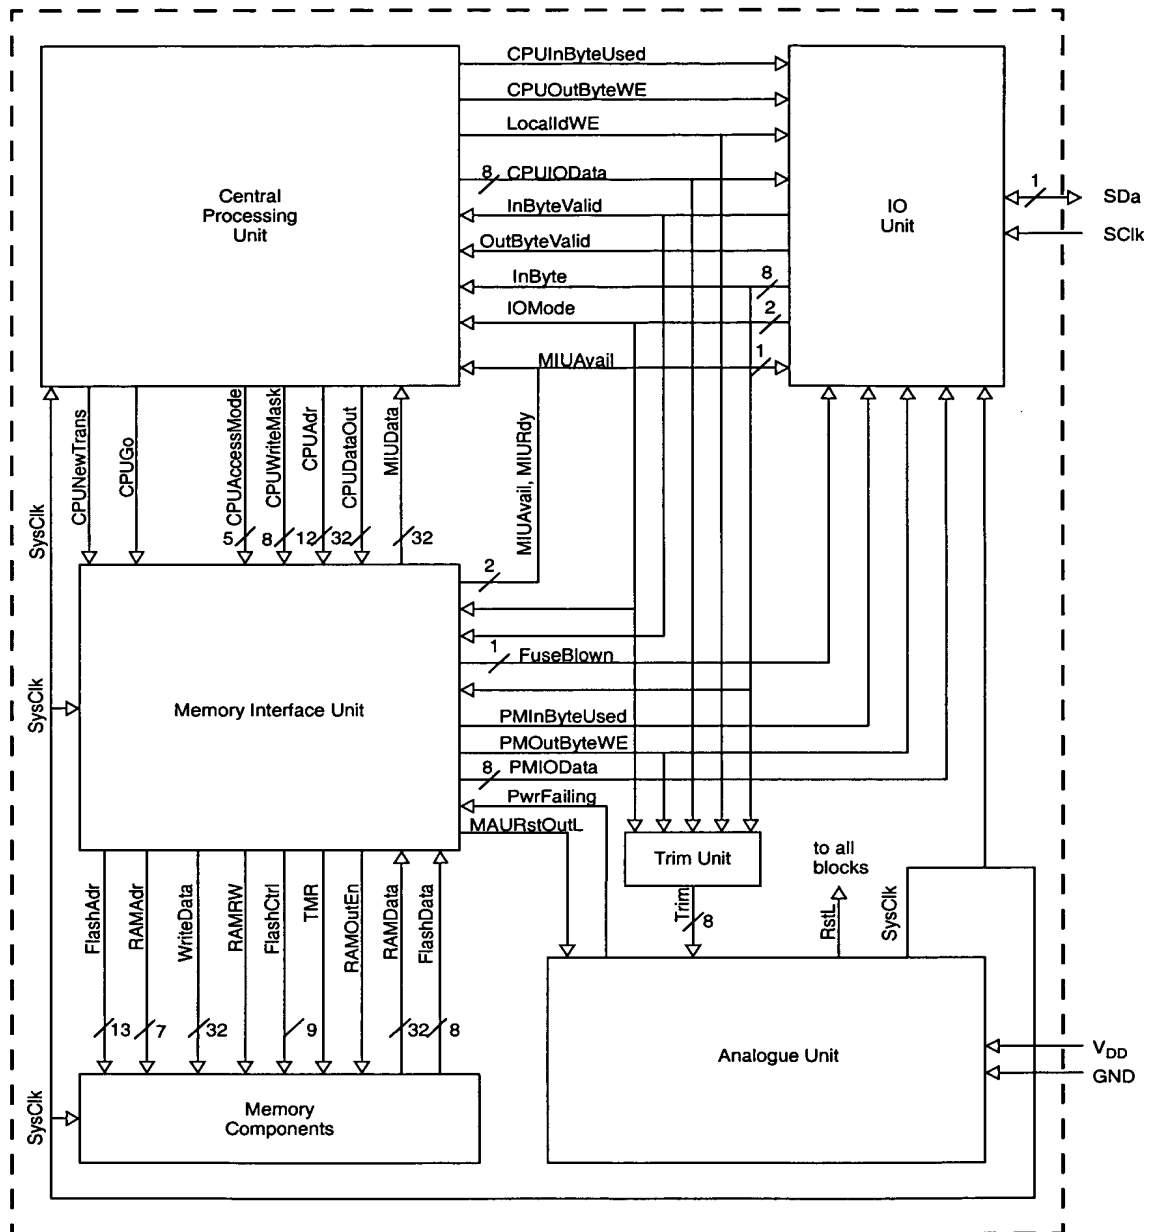 CPUInByteUsed
CPUOutByteWE
LocalIdWE
8 CPUIOData
InByteValid
OutByteValid
InByte 8
IOMode 2
MIUAvail 1
Central
Processing
Unit
IO
Unit
1 SDa
SClk
CPUNewTrans
CPUGo
CPUAccessMode
CPUWriteMask
CPUAdr
CPUDataOut
MIUData
MIUAvail, MIURdy
SysClk
5 8 12 32 32
2
1 FuseBlown
SysClk
Memory Interface Unit
PMInByteUsed
PMOutByteWE
8 PMIOData
PwrFailing
MAURstOutL
Trim Unit
to all
blocks
FlashAdr
RAMAdr
WriteData
RAMRW
FlashCtrl
TMR
RAMOutEn
RAMData
FlashData
Trim
8
RstL
SysClk
13 7 32 9 32 8
Analogue Unit
VDD
GND
SysClk
Memory
Components